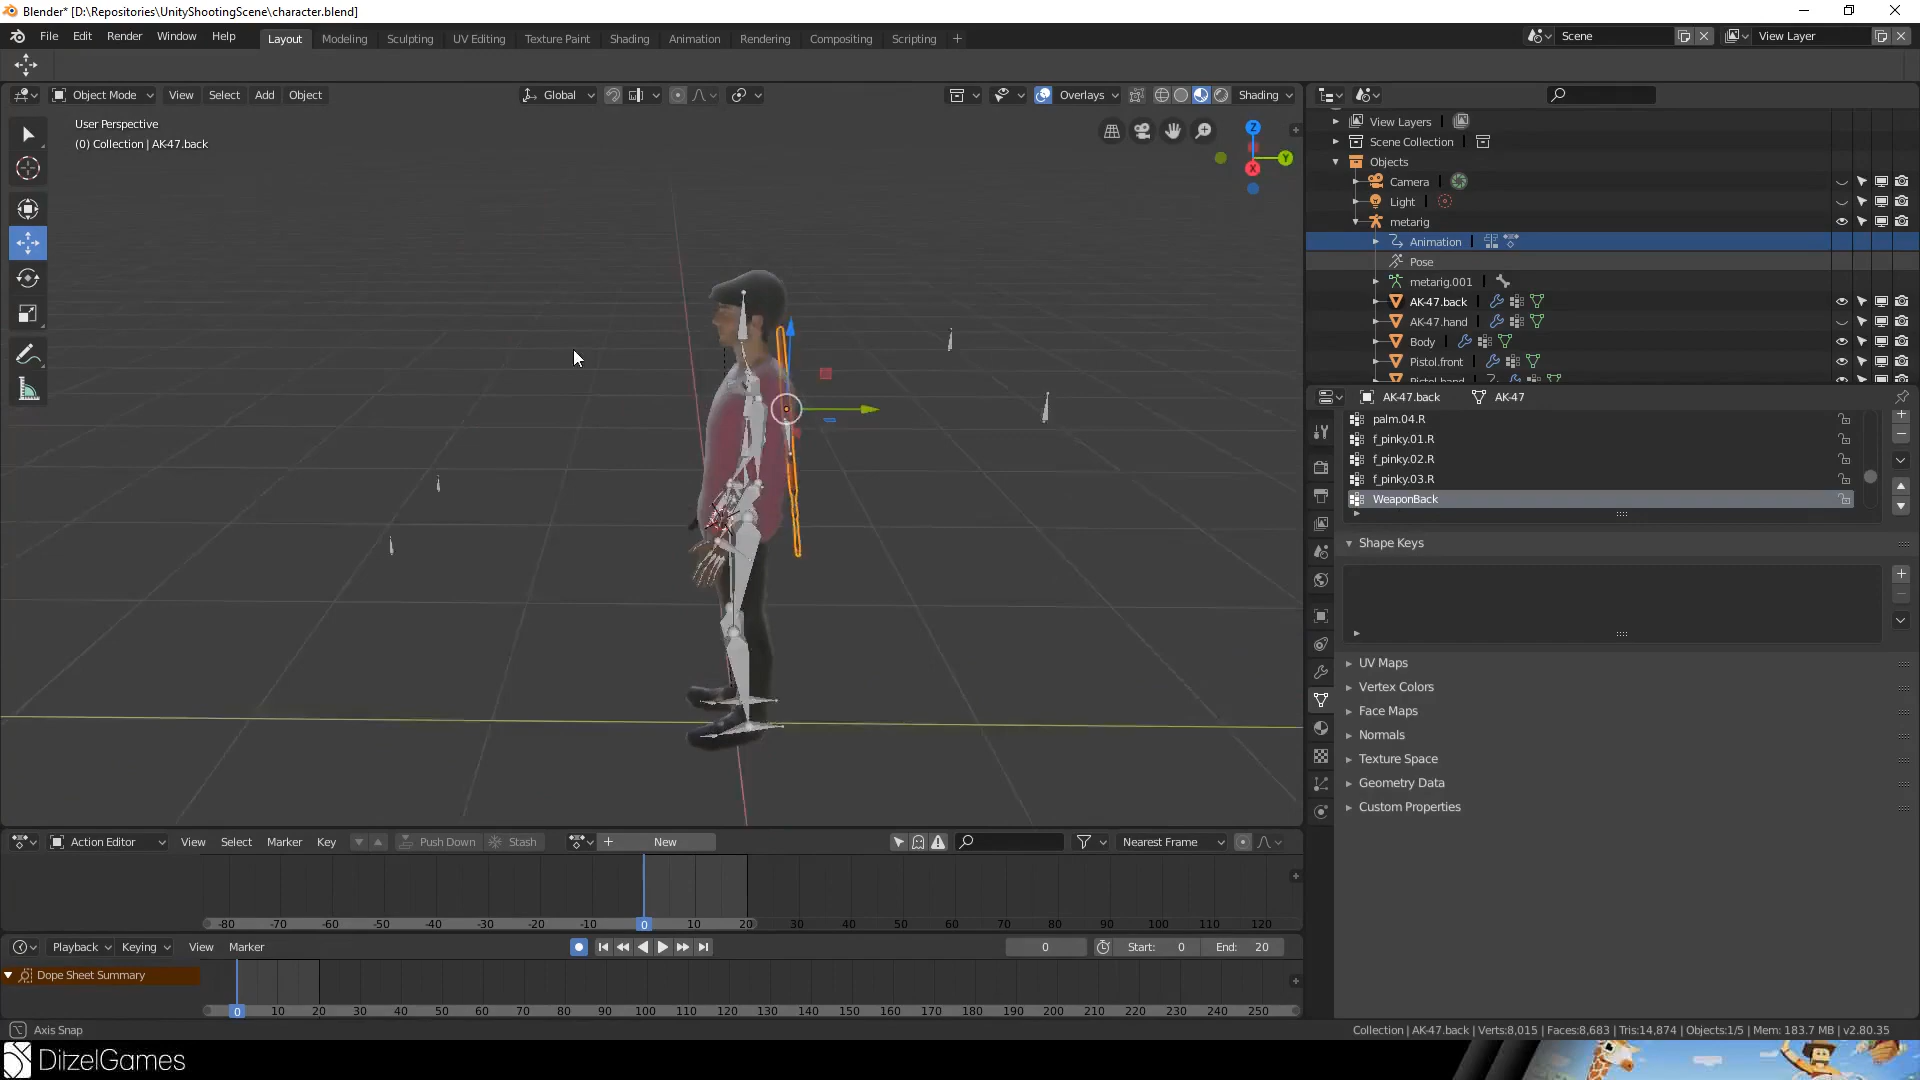 Blender* [D:\Repositories\UnityShootingScene\character.blend]
File Edit Render Window Help
Layout Modeling Sculpting UV Editing Texture Paint Shading Animation Rendering Compositing Scripting +
Scene
View Layer
Object Mode View Select Add Object
Global
Overlays
Shading
User Perspective
(0) Collection | AK-47.back
Z
Y
X
View Layers
Scene Collection
Objects
Camera
Light
metarig
Animation
Pose
metarig.001
AK-47.back
AK-47.hand
Body
Pistol.front
Pistol.hand
AK-47.back AK-47
palm.04.R
f_pinky.01.R
f_pinky.02.R
f_pinky.03.R
WeaponBack
Shape Keys
UV Maps
Vertex Colors
Face Maps
Normals
Texture Space
Geometry Data
Custom Properties
Action Editor View Select Marker Key Push Down Stash + New Nearest Frame
-80 -70 -60 -50 -40 -30 -20 -10 0 10 20 30 40 50 60 70 80 90 100 110 120
Playback Keying View Marker 0 Start: 0 End: 20
Dope Sheet Summary
0 10 20 30 40 50 60 70 80 90 100 110 120 130 140 150 160 170 180 190 200 210 220 230 240 250
Axis Snap
Collection | AK-47.back | Verts:8,015 | Faces:8,683 | Tris:14,874 | Objects:1/5 | Mem: 183.7 MB | v2.80.35
DitzelGames